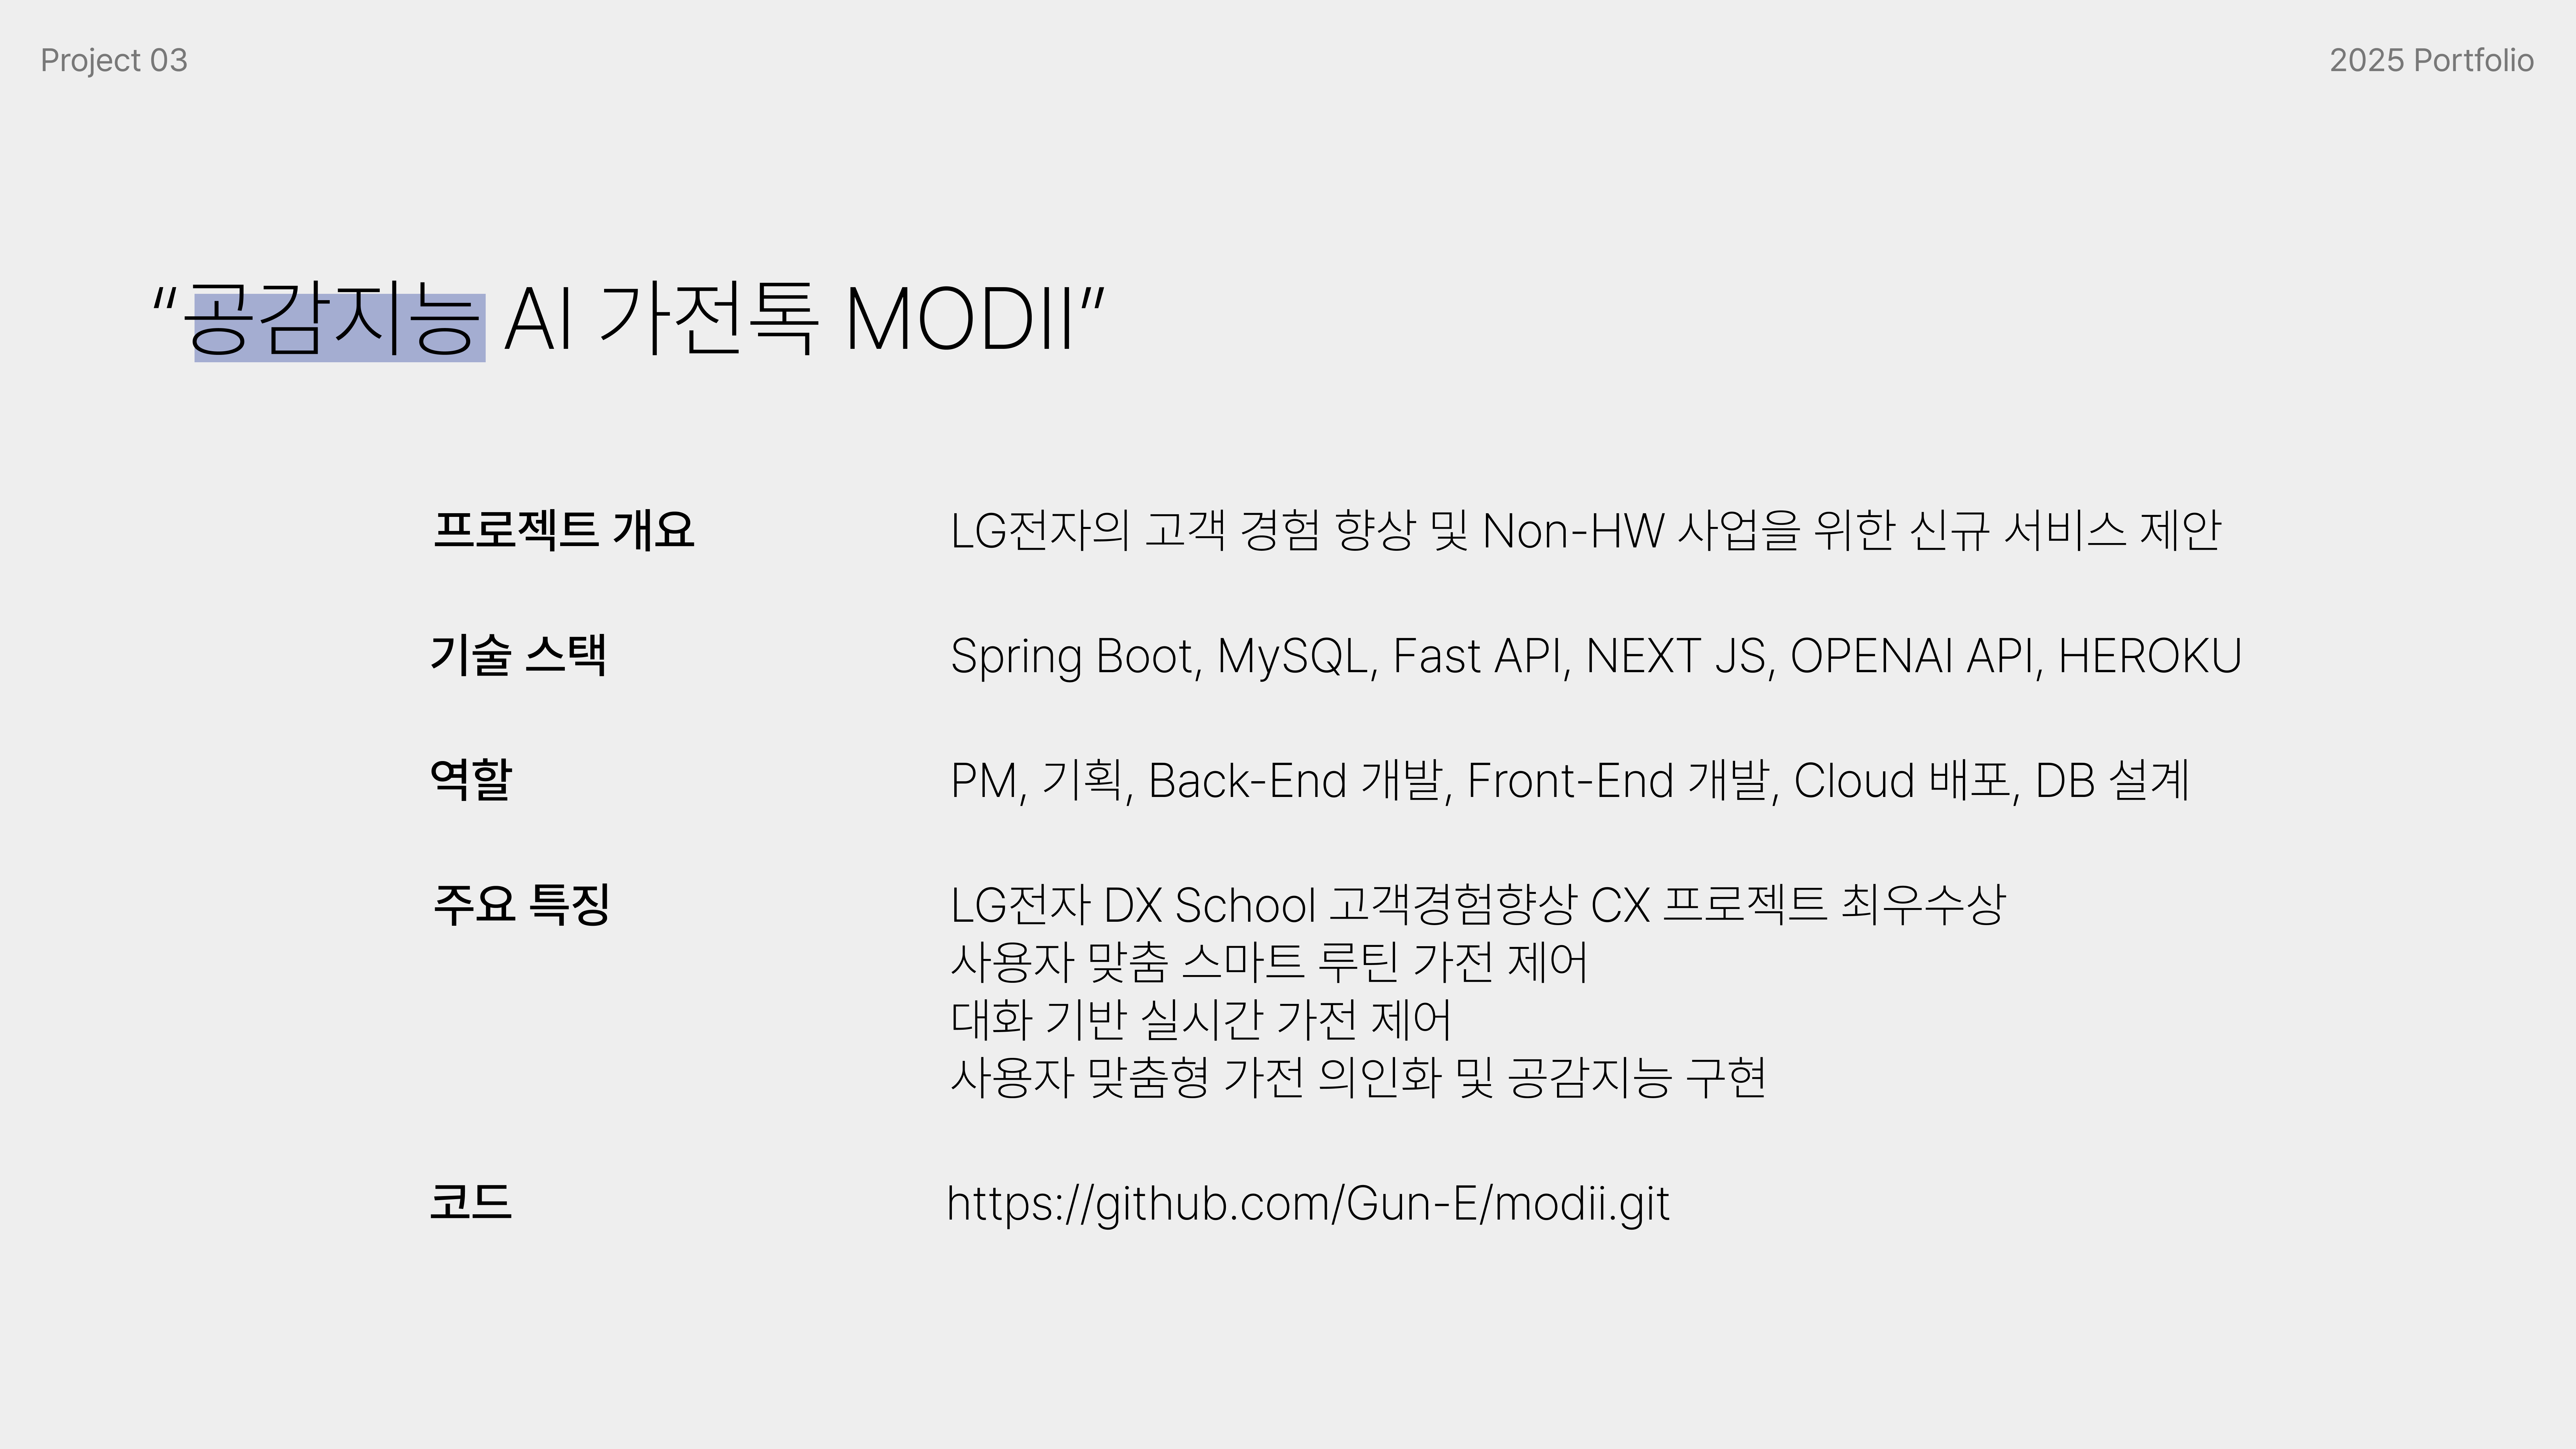 Project 03
2025 Portfolio
“공감지능 AI 가전톡 MODII”
프로젝트 개요
LG전자의 고객 경험 향상 및 Non-HW 사업을 위한 신규 서비스 제안
기술 스택
Spring Boot, MySQL, Fast API, NEXT JS, OPENAI API, HEROKU
역할
PM, 기획, Back-End 개발, Front-End 개발, Cloud 배포, DB 설계
주요 특징
LG전자 DX School 고객경험향상 CX 프로젝트 최우수상
사용자 맞춤 스마트 루틴 가전 제어
대화 기반 실시간 가전 제어
사용자 맞춤형 가전 의인화 및 공감지능 구현
코드
https://github.com/Gun-E/modii.git